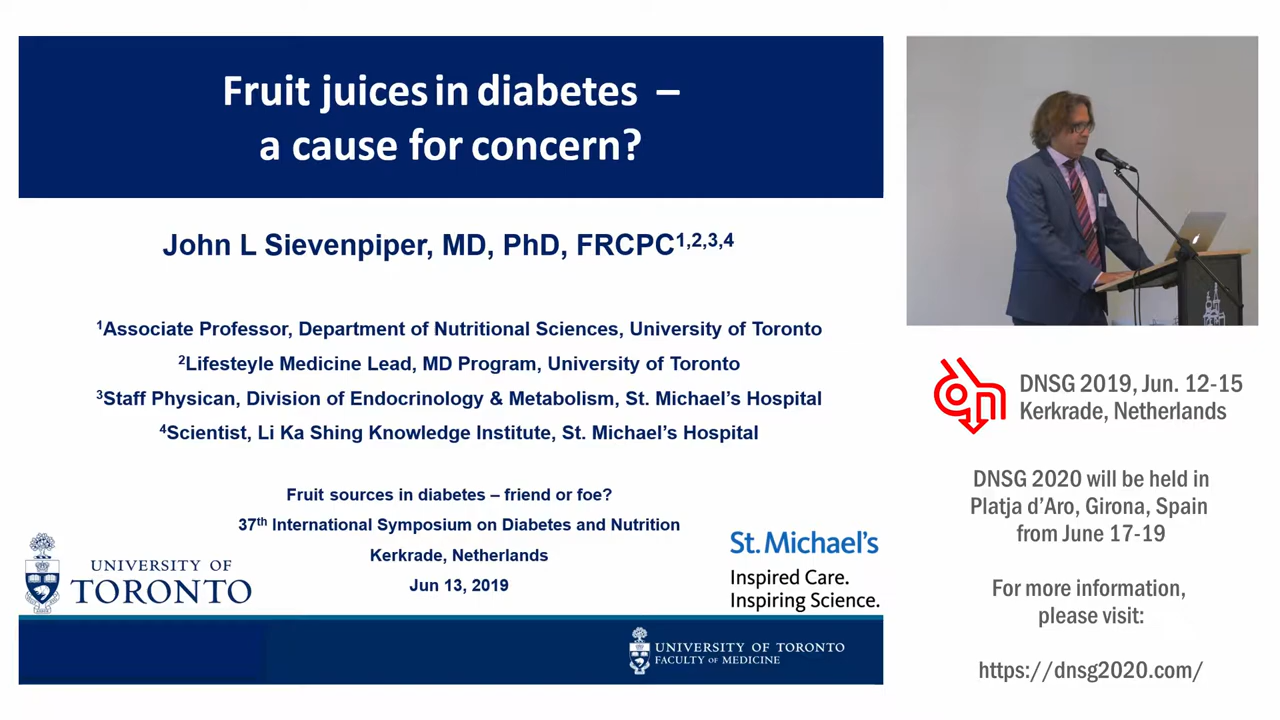 Fruit juices in diabetes –
a cause for concern?
John L Sievenpiper, MD, PhD, FRCPC1,2,3,4
1Associate Professor, Department of Nutritional Sciences, University of Toronto
2Lifesteyle Medicine Lead, MD Program, University of Toronto
3Staff Physican, Division of Endocrinology & Metabolism, St. Michael's Hospital
4Scientist, Li Ka Shing Knowledge Institute, St. Michael's Hospital
Fruit sources in diabetes – friend or foe?
37th International Symposium on Diabetes and Nutrition
Kerkrade, Netherlands
Jun 13, 2019
UNIVERSITY OF
TORONTO
St. Michael's
Inspired Care.
Inspiring Science.
UNIVERSITY OF TORONTO
FACULTY OF MEDICINE
DNSG 2019, Jun. 12-15
Kerkrade, Netherlands
DNSG 2020 will be held in
Platja d'Aro, Girona, Spain
from June 17-19
For more information,
please visit:
https://dnsg2020.com/